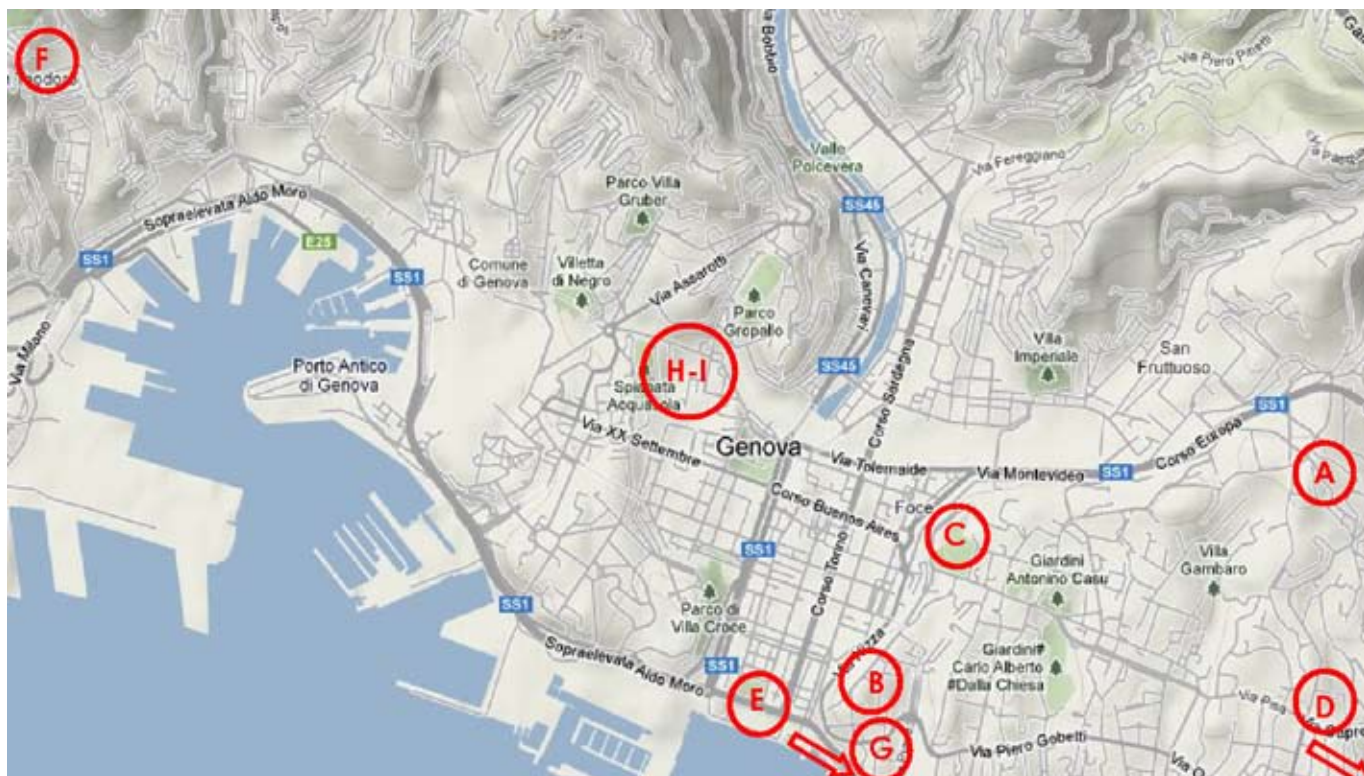 F
Via Bobbio
Via Piero Pinetti
Valle
Polcevera
Via Fereggiano
Parco Villa
Gruber
SS45
Sopraelevata Aldo Moro
E25
SS1
SS1
Comune
di Genova
Villetta
di Negro
Via Assarotti
Via Canevari
Parco
Gropallo
Villa
Imperiale
San
Fruttuoso
Via Milano
Porto Antico
di Genova
H-I
SS45
Corso Sardegna
Spianata
Acquasola
SS1
Via XX Settembre
Genova
Via Tolemaide
Via Montevideo
SS1
Corso Europa
A
Corso Buenos Aires
Foce
C
SS1
Corso Torino
Giardini
Antonino Casu
Villa
Gambaro
SS1
Parco di
Villa Croce
Sopraelevata Aldo Moro
SS1
Via Nizza
Giardini#
Carlo Alberto
#Dalla Chiesa
B
E
D
Via Pisa
G
Via Piero Gobetti